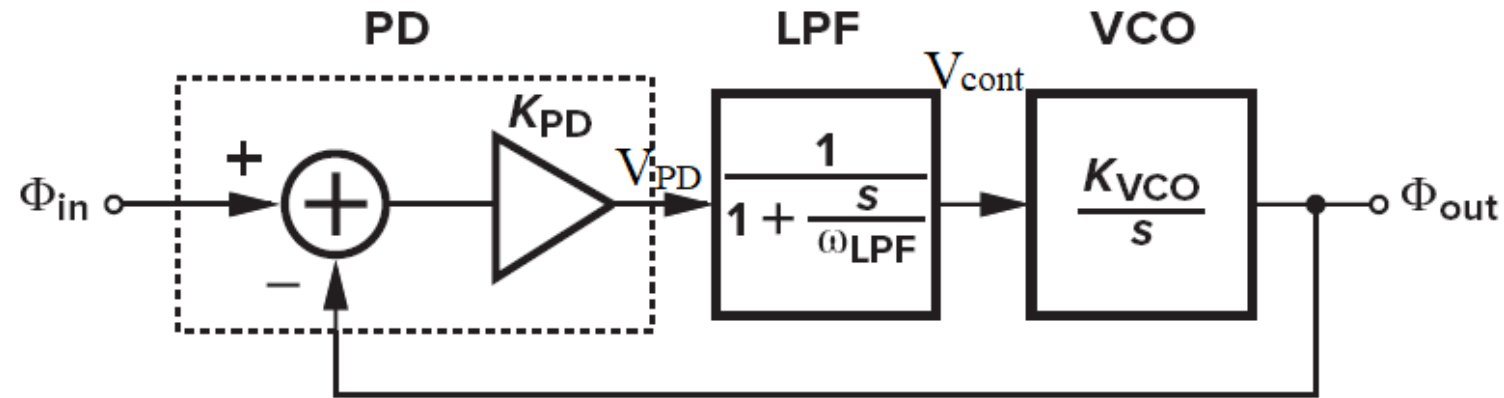 PD LPF VCO
K_PD V_cont
+ 1 K_VCO
Φ_in + V_PD 1 + s/ω_LPF s Φ_out
−